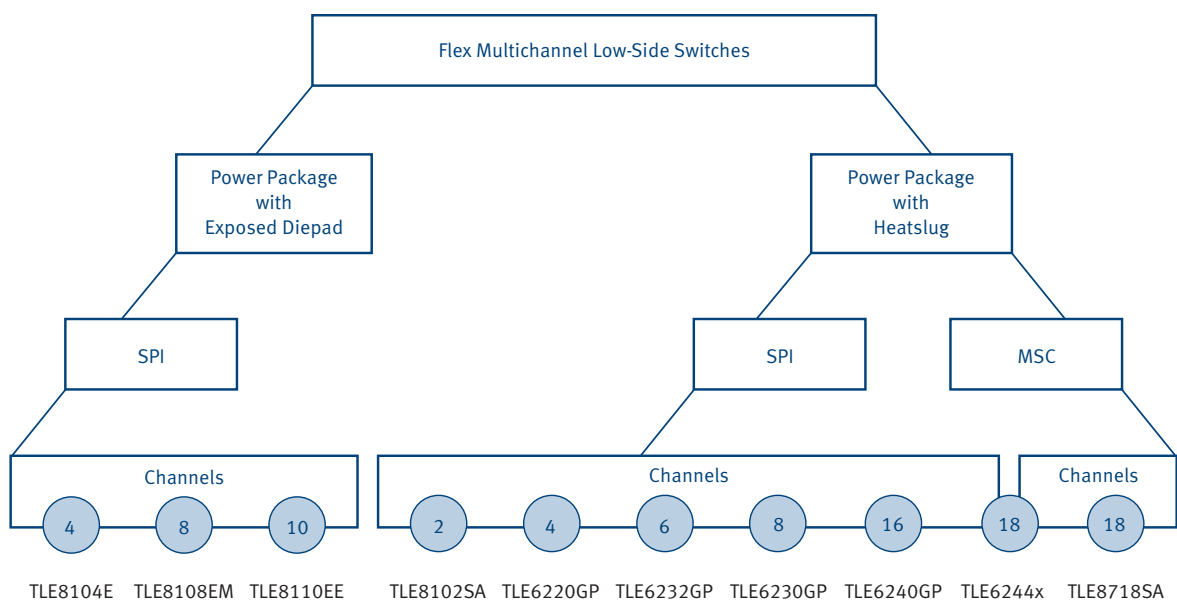 Flex Multichannel Low-Side Switches
Power Package
with
Exposed Diepad
Power Package
with
Heatslug
SPI
SPI
MSC
Channels
Channels
Channels
4
8
10
2
4
6
8
16
18
18
TLE8104E
TLE8108EM
TLE8110EE
TLE8102SA
TLE6220GP
TLE6232GP
TLE6230GP
TLE6240GP
TLE6244x
TLE8718SA